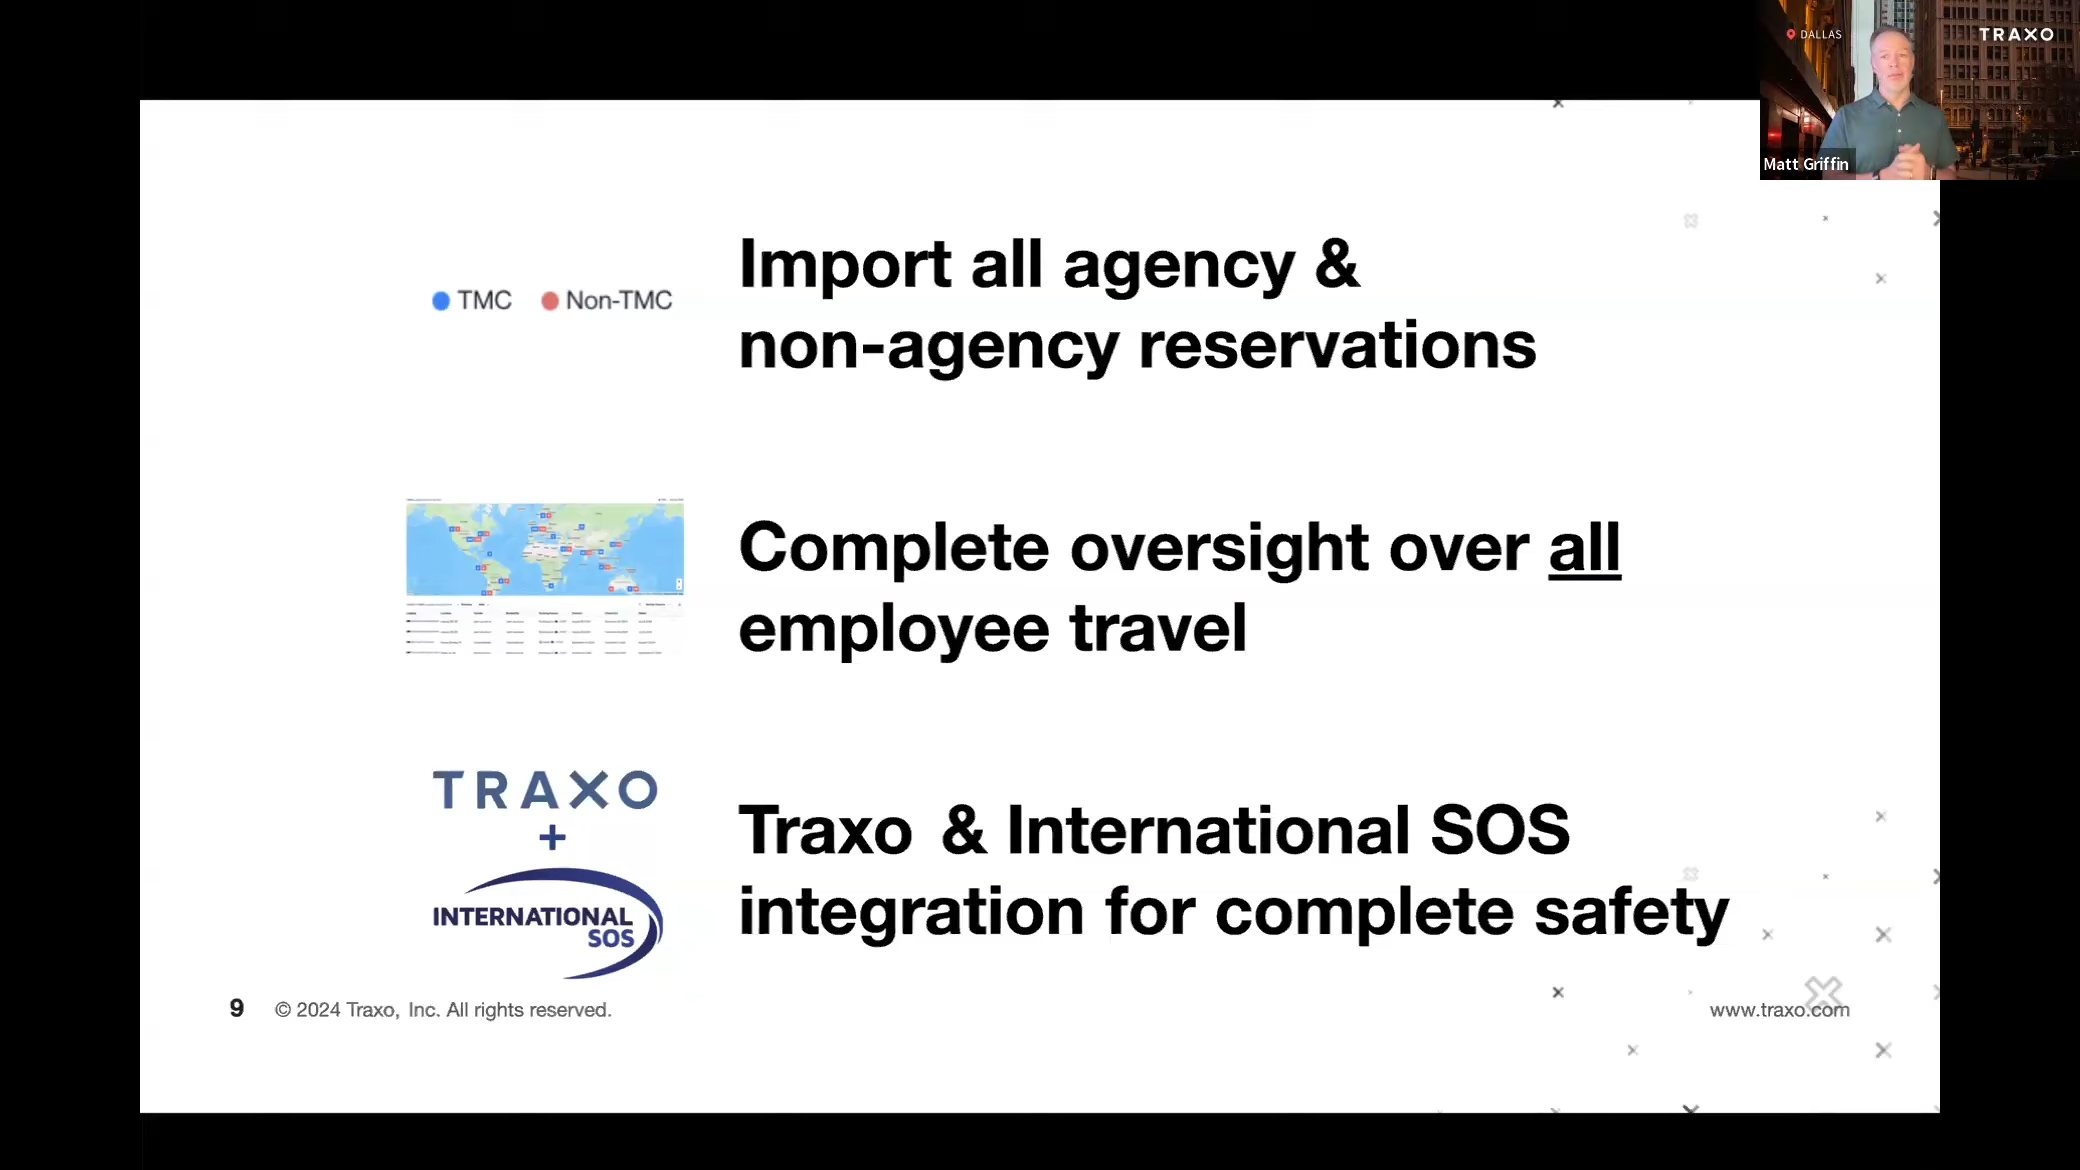 DALLAS
TRAXO
Matt Griffin
TMC Non-TMC
Import all agency &
non-agency reservations
Complete oversight over all
employee travel
TRAXO
+
INTERNATIONAL
SOS
Traxo & International SOS
integration for complete safety
9 © 2024 Traxo, Inc. All rights reserved.
www.traxo.com